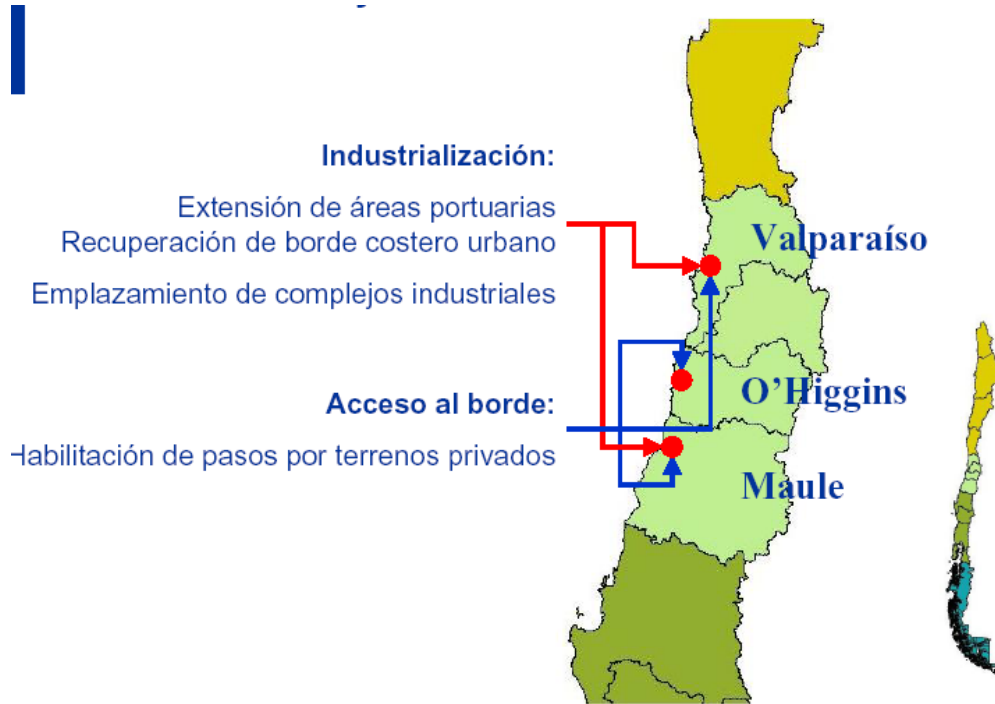 Industrialización:
Extensión de áreas portuarias
Recuperación de borde costero urbano
Emplazamiento de complejos industriales
Acceso al borde:
Habilitación de pasos por terrenos privados
Valparaíso
O'Higgins
Maule